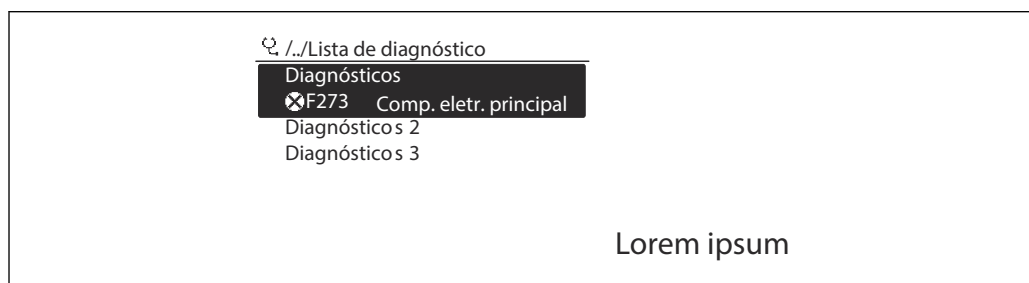 /../Lista de diagnóstico
Diagnósticos
F273 Comp. eletr. principal
Diagnósticos 2
Diagnósticos 3
Lorem ipsum